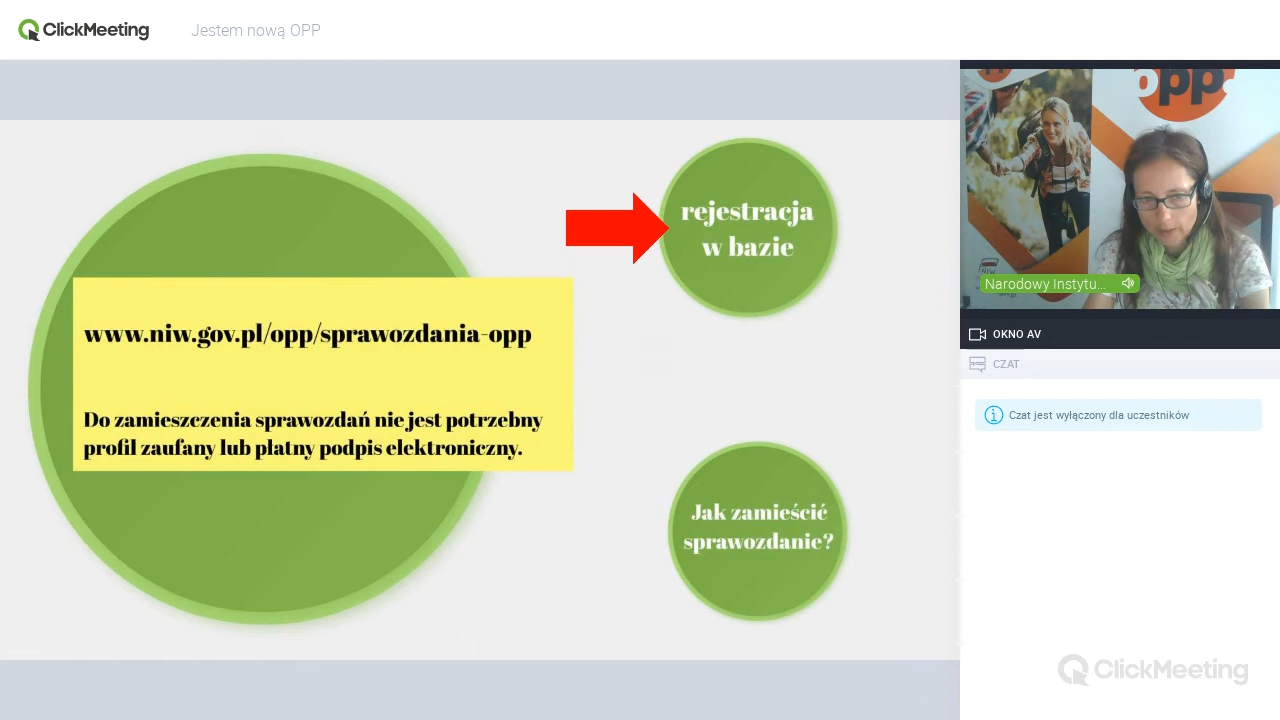 ClickMeeting
Jestem nową OPP
rejestracja
w bazie
www.niw.gov.pl/opp/sprawozdania-opp
Do zamieszczenia sprawozdań nie jest potrzebny
profil zaufany lub płatny podpis elektroniczny.
Jak zamieścić
sprawozdanie?
opp
Narodowy Instytu...
OKNO AV
CZAT
Czat jest wyłączony dla uczestników
ClickMeeting